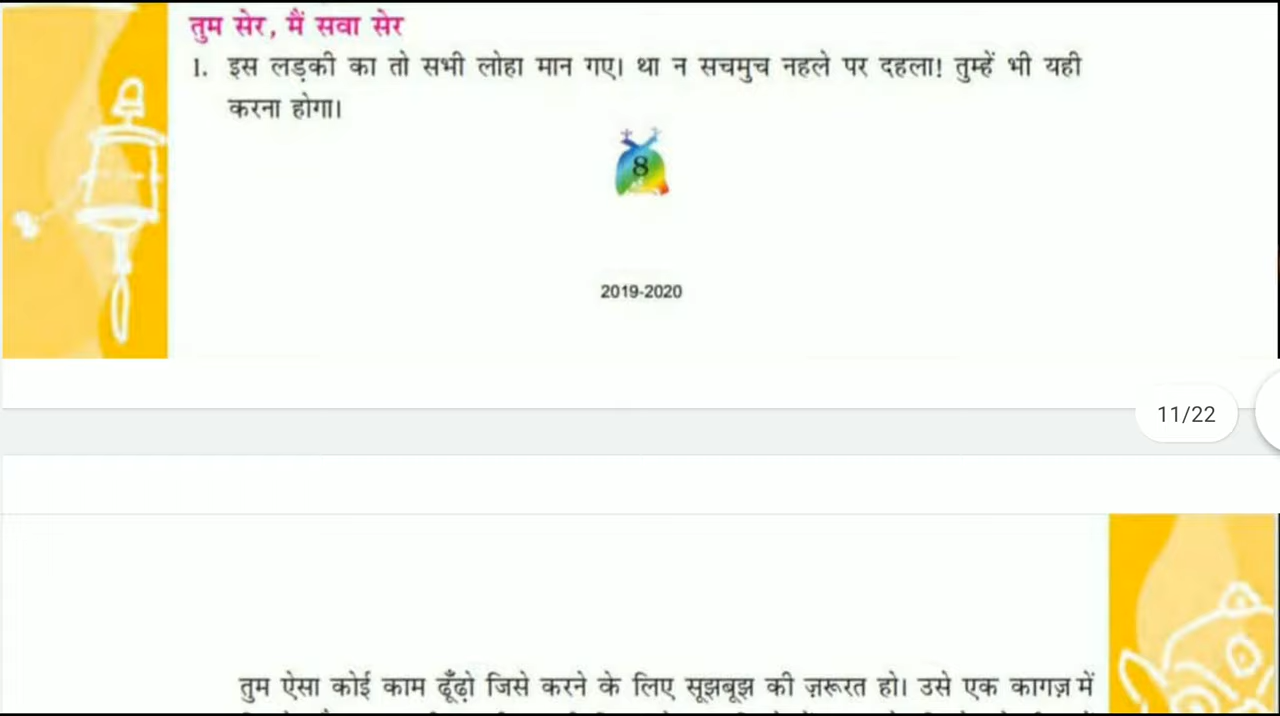 तुम सेर, मैं सवा सेर
1. इस लड़की का तो सभी लोहा मान गए। था न सचमुच नहले पर दहला! तुम्हें भी यही
करना होगा।
8
2019-2020
11/22
तुम ऐसा कोई काम ढूँढ़ो जिसे करने के लिए सूझबूझ की ज़रूरत हो। उसे एक कागज़ में